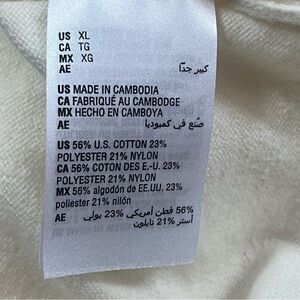 US XL
CA TG
MX XG
AE كبير جدًا
US MADE IN CAMBODIA
CA FABRIQUÉ AU CAMBODGE
MX HECHO EN CAMBOYA
AE صُنع في كمبوديا
US 56% U.S. COTTON 23%
POLYESTER 21% NYLON
CA 56% COTON DES É.-U. 23%
POLYESTER 21% NYLON
MX 56% algodón de EE.UU. 23%
poliester 21% nilón
AE 56% قطن أمريكي 23% بولي
أستر 21% نايلون